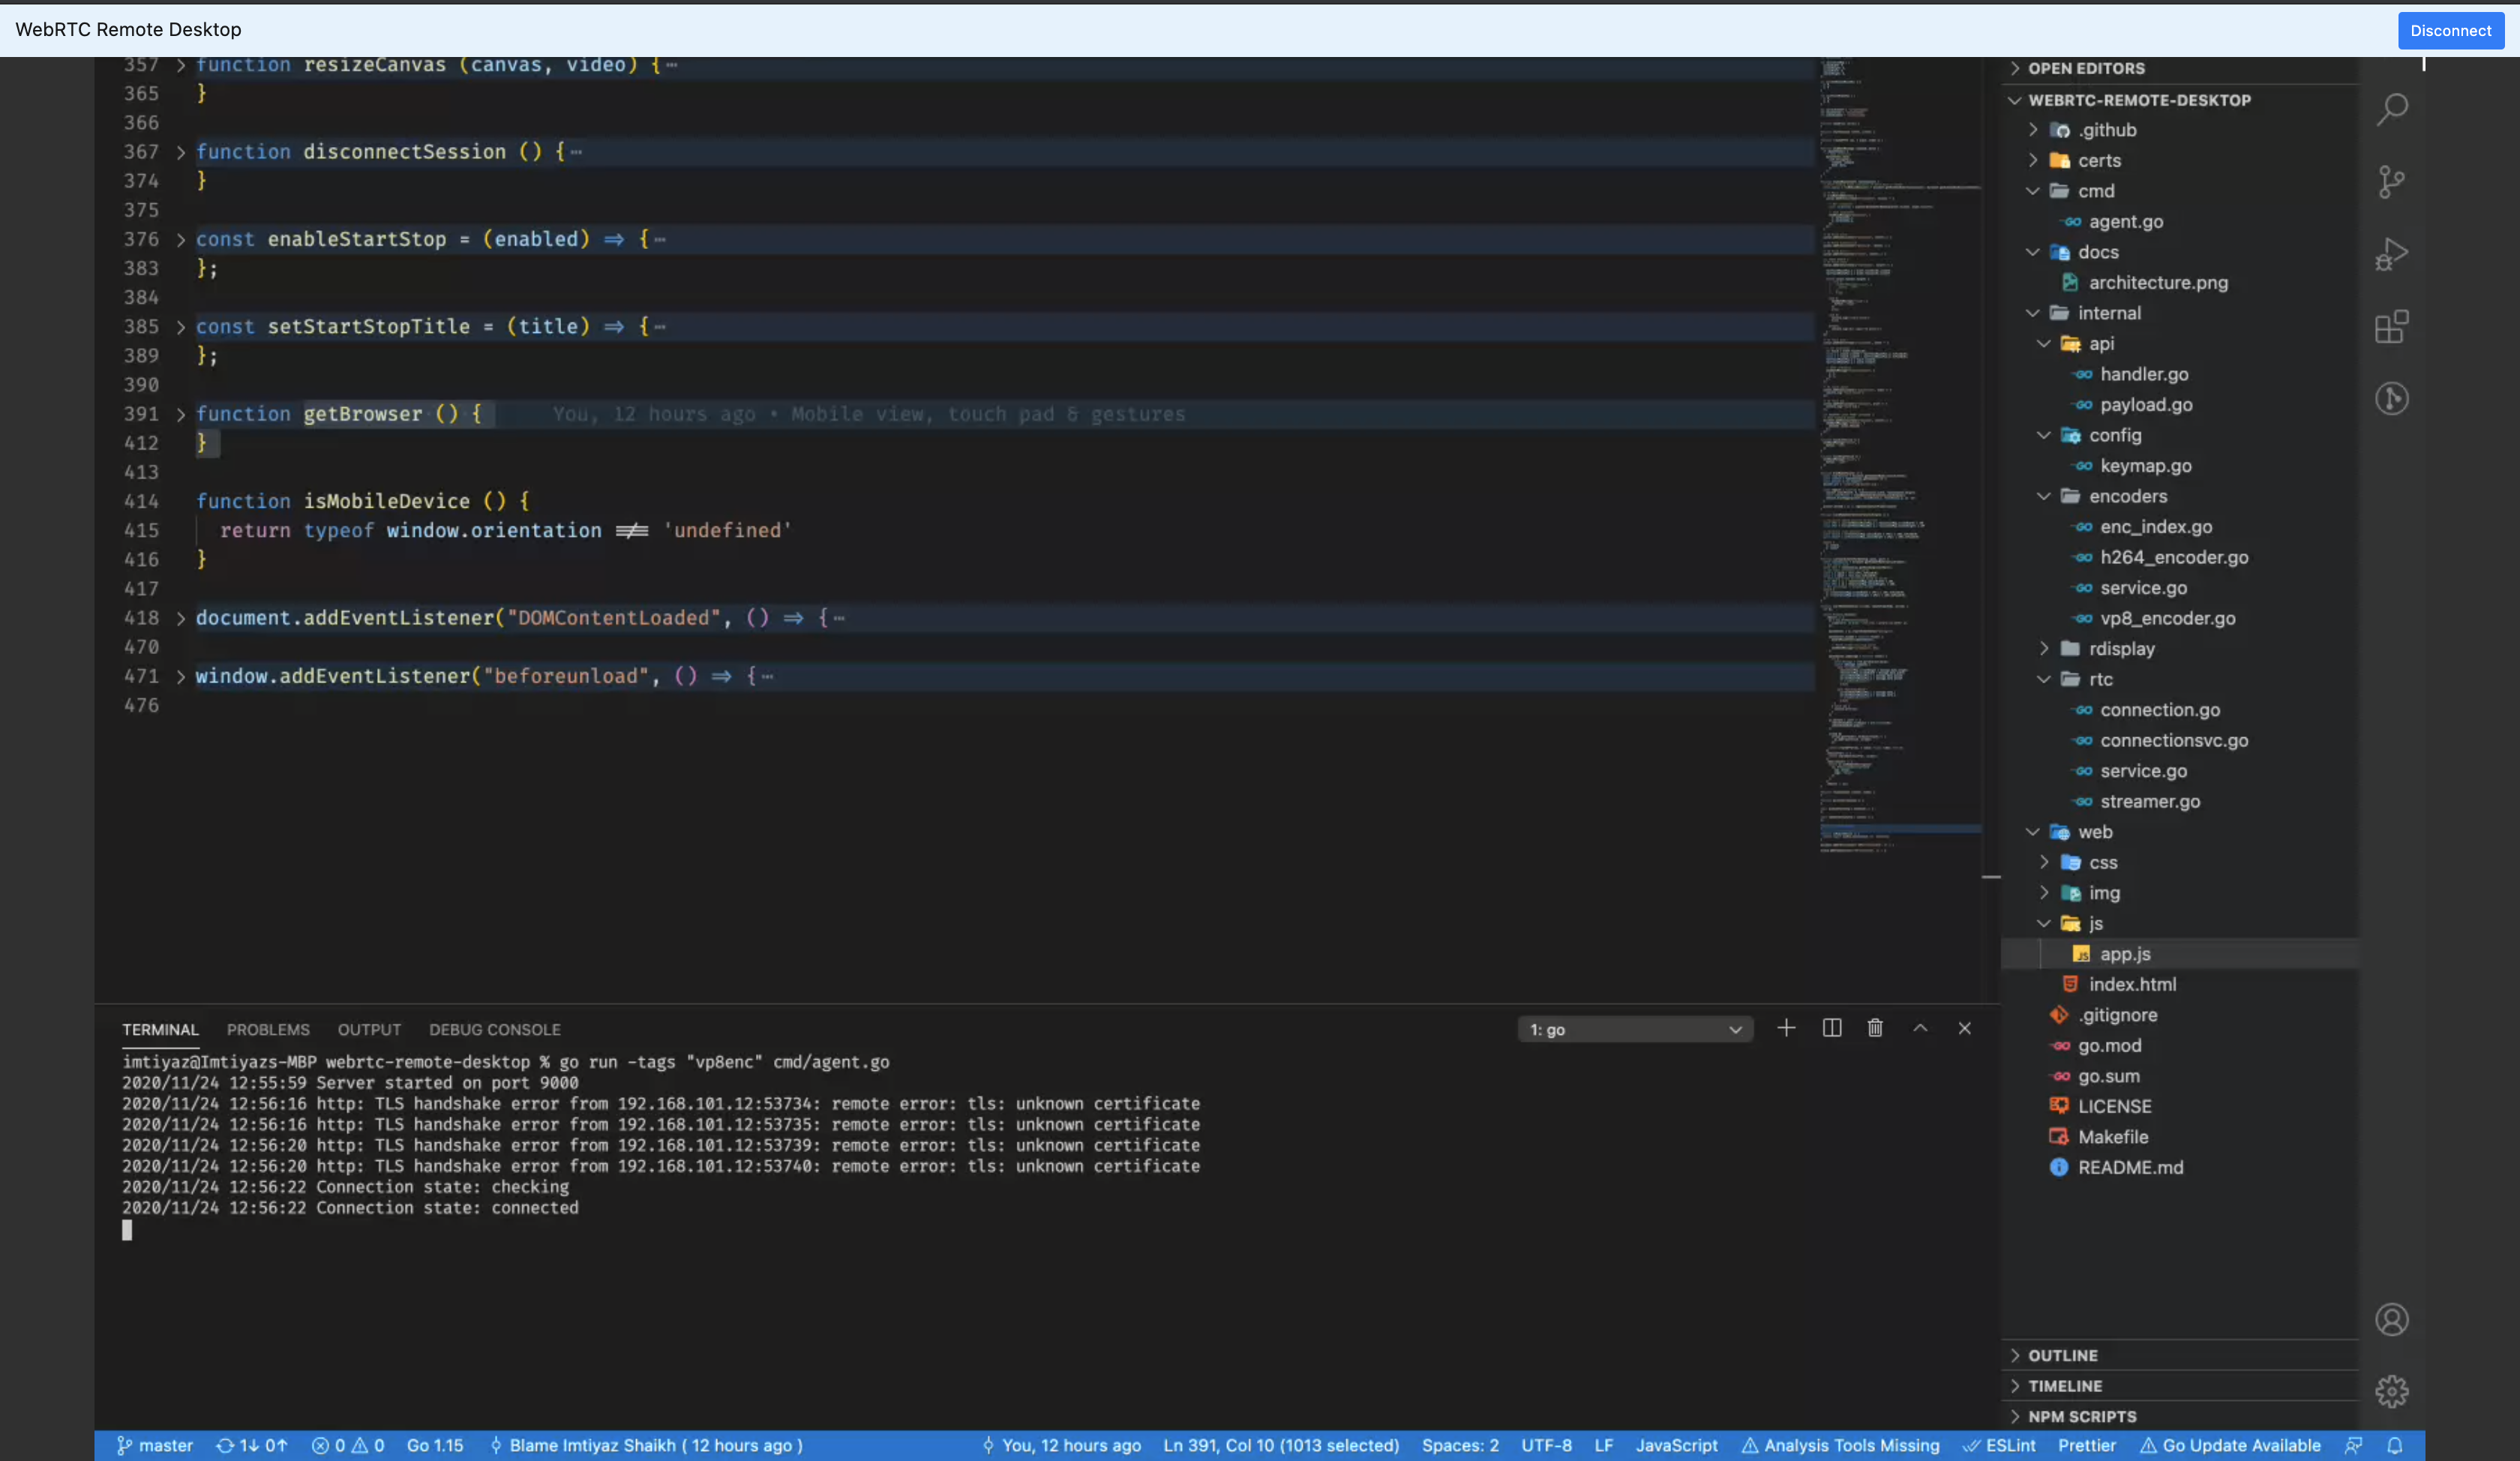 WebRTC Remote Desktop
Disconnect
357 function resizeCanvas (canvas, video) {⋯
365 }
366
367 function disconnectSession () {⋯
374 }
375
376 const enableStartStop = (enabled) ⇒ {⋯
383 };
384
385 const setStartStopTitle = (title) ⇒ {⋯
389 };
390
391 function getBrowser () { You, 12 hours ago • Mobile view, touch pad & gestures
412 }
413
414 function isMobileDevice () {
415 return typeof window.orientation !== 'undefined'
416 }
417
418 document.addEventListener("DOMContentLoaded", () ⇒ {⋯
470
471 window.addEventListener("beforeunload", () ⇒ {⋯
476
OPEN EDITORS
WEBRTC-REMOTE-DESKTOP
.github
certs
cmd
agent.go
docs
architecture.png
internal
api
handler.go
payload.go
config
keymap.go
encoders
enc_index.go
h264_encoder.go
service.go
vp8_encoder.go
rdisplay
rtc
connection.go
connectionsvc.go
service.go
streamer.go
web
css
img
js
app.js
index.html
.gitignore
go.mod
go.sum
LICENSE
Makefile
README.md
OUTLINE
TIMELINE
NPM SCRIPTS
TERMINAL PROBLEMS OUTPUT DEBUG CONSOLE 1: go
imtiyaz@Imtiyazs-MBP webrtc-remote-desktop % go run -tags "vp8enc" cmd/agent.go
2020/11/24 12:55:59 Server started on port 9000
2020/11/24 12:56:16 http: TLS handshake error from 192.168.101.12:53734: remote error: tls: unknown certificate
2020/11/24 12:56:16 http: TLS handshake error from 192.168.101.12:53735: remote error: tls: unknown certificate
2020/11/24 12:56:20 http: TLS handshake error from 192.168.101.12:53739: remote error: tls: unknown certificate
2020/11/24 12:56:20 http: TLS handshake error from 192.168.101.12:53740: remote error: tls: unknown certificate
2020/11/24 12:56:22 Connection state: checking
2020/11/24 12:56:22 Connection state: connected
master 1↓ 0↑ 0 0 Go 1.15 Blame Imtiyaz Shaikh ( 12 hours ago ) You, 12 hours ago Ln 391, Col 10 (1013 selected) Spaces: 2 UTF-8 LF JavaScript Analysis Tools Missing ESLint Prettier Go Update Available